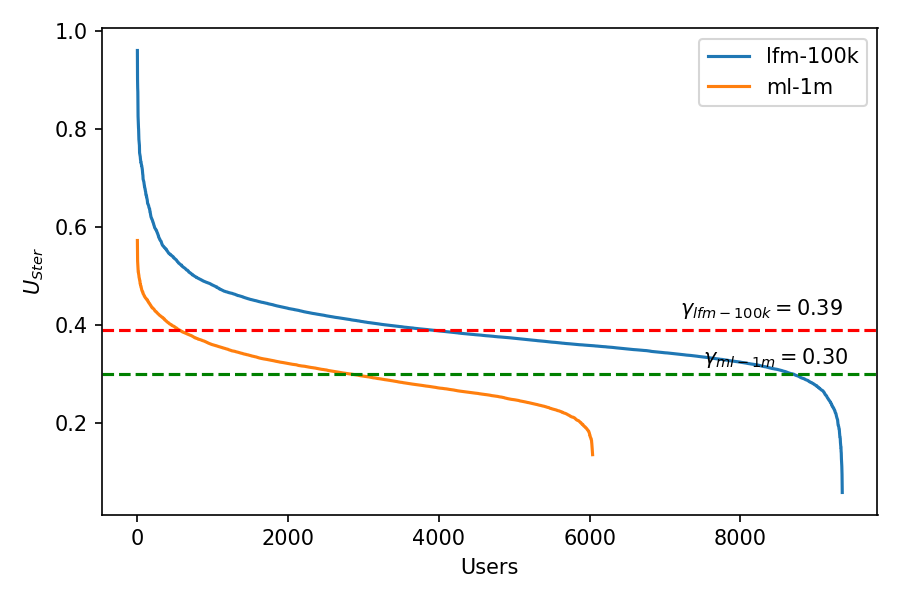 1.0
0.8
0.6
0.4
0.2
U_Ster
lfm-100k
ml-1m
γ_lfm−100k = 0.39
γ_ml−1m = 0.30
0 2000 4000 6000 8000
Users